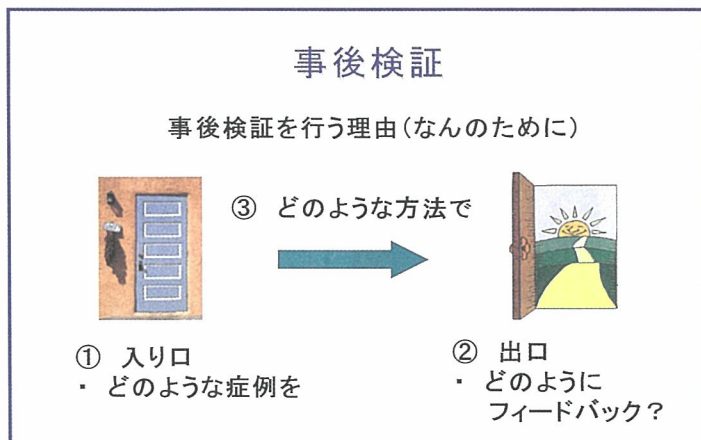 事後検証
事後検証を行う理由(なんのために)
③ どのような方法で
① 入り口
・ どのような症例を
② 出口
・ どのように
フィードバック?